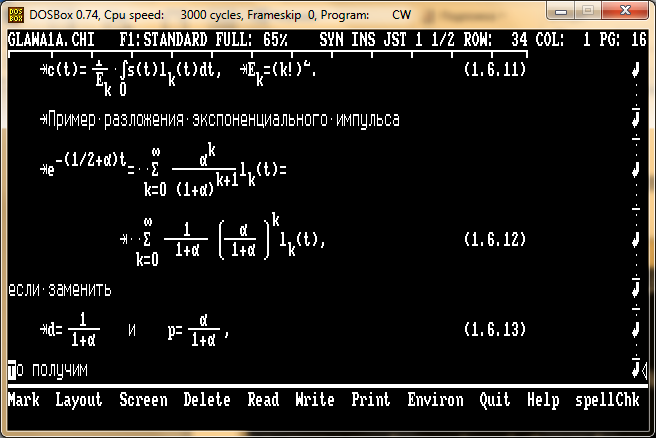 DOSBox 0.74, Cpu speed: 3000 cycles, Frameskip 0, Program: CW
GLAWA1A.CHI F1:STANDARD FULL: 65% SYN INS JST 1 1/2 ROW: 34 COL: 1 PG: 16
c(t)= 1/E_k ∫_0 s(t)l_k(t)dt, E_k=(k!)². (1.6.11)
Пример разложения экспоненциального импульса
e^-(1/2+α)t = ∑_{k=0}^∞ α^k/(1+α)^{k+1} l_k(t)=
∑_{k=0}^∞ 1/(1+α) (α/(1+α))^k l_k(t), (1.6.12)
если заменить
d= 1/(1+α) и p= α/(1+α), (1.6.13)
то получим
Mark Layout Screen Delete Read Write Print Environ Quit Help spellChk